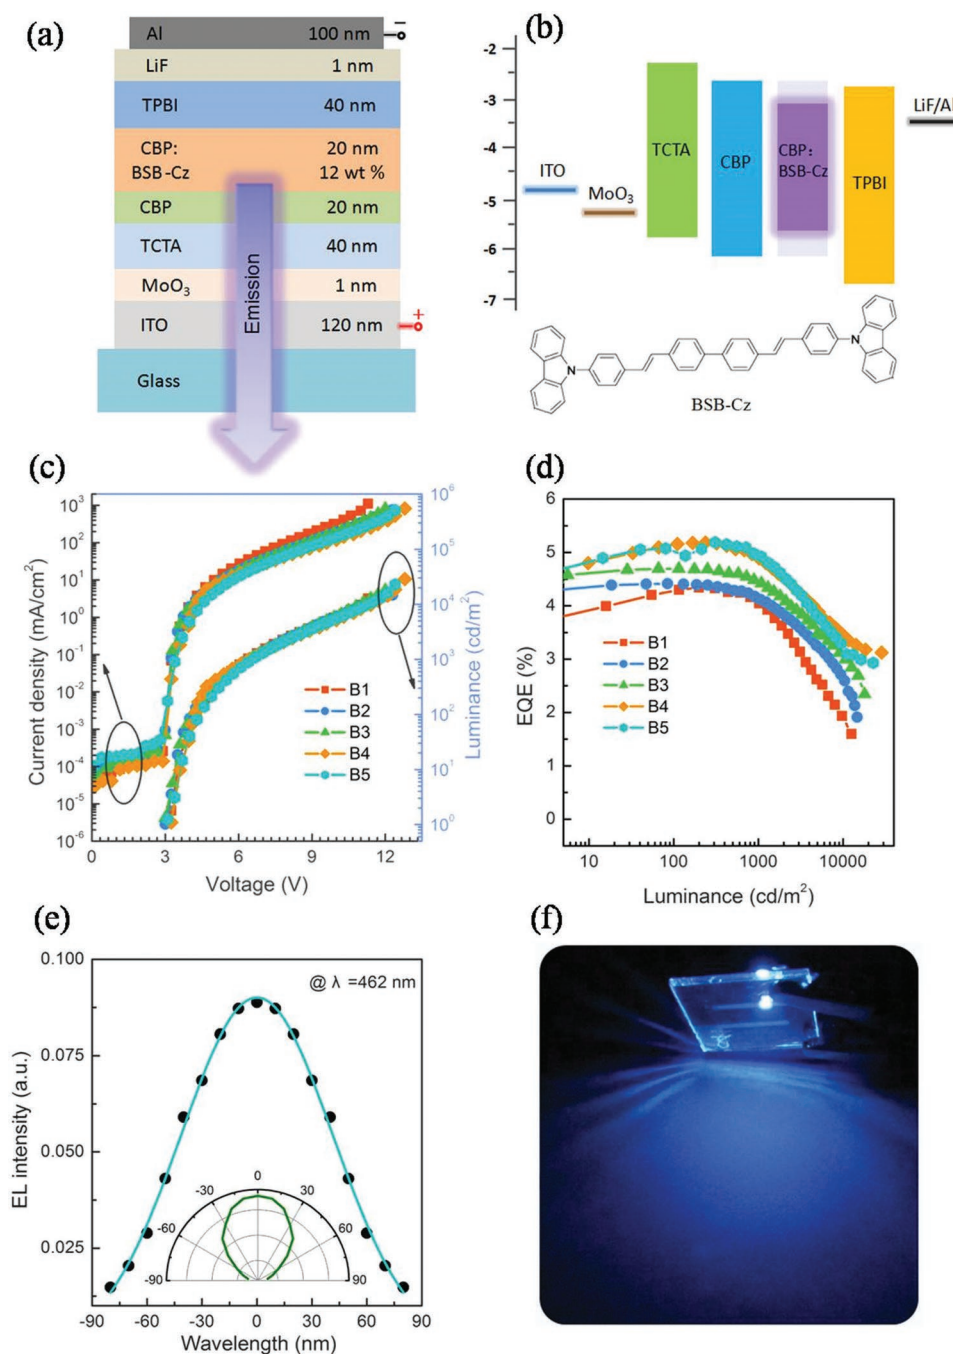 (a)
Al 100 nm
−
LiF 1 nm
TPBI 40 nm
CBP: 20 nm
BSB-Cz 12 wt %
CBP 20 nm
TCTA 40 nm
MoO₃ 1 nm
ITO 120 nm
+
Glass
Emission
(b)
-2
-3
-4
-5
-6
-7
ITO
MoO₃
TCTA
CBP
CBP:
BSB-Cz
TPBI
LiF/Al
N
N
BSB-Cz
(c)
Current density (mA/cm²)
10³
10²
10¹
10⁰
10⁻¹
10⁻²
10⁻³
10⁻⁴
10⁻⁵
10⁻⁶
0 3 6 9 12
Voltage (V)
B1
B2
B3
B4
B5
10⁶
10⁵
10⁴
10³
10²
10¹
10⁰
Luminance (cd/m²)
(d)
EQE (%)
6
5
4
3
2
1
0
B1
B2
B3
B4
B5
10 100 1000 10000
Luminance (cd/m²)
(e)
EL intensity (a.u.)
0.100
0.075
0.050
0.025
@ λ =462 nm
0
-30 30
-60 60
-90 90
-90 -60 -30 0 30 60 90
Wavelength (nm)
(f)